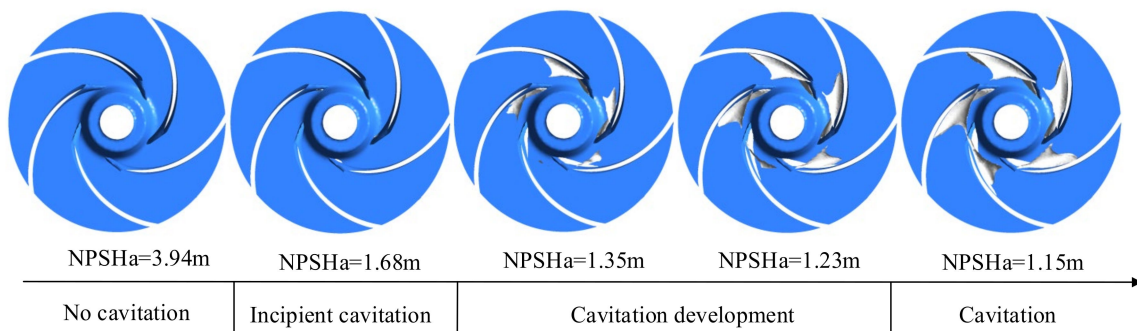 NPSHa=3.94m
NPSHa=1.68m
NPSHa=1.35m
NPSHa=1.23m
NPSHa=1.15m
No cavitation
Incipient cavitation
Cavitation development
Cavitation